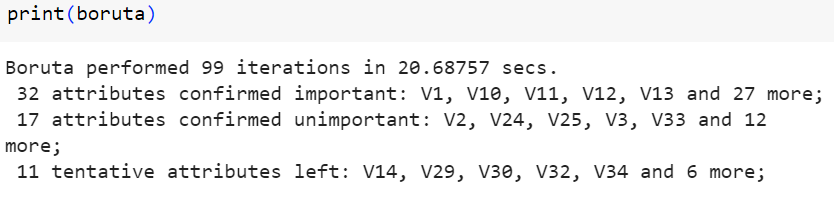 print(boruta)
Boruta performed 99 iterations in 20.68757 secs.
32 attributes confirmed important: V1, V10, V11, V12, V13 and 27 more;
17 attributes confirmed unimportant: V2, V24, V25, V3, V33 and 12
more;
11 tentative attributes left: V14, V29, V30, V32, V34 and 6 more;